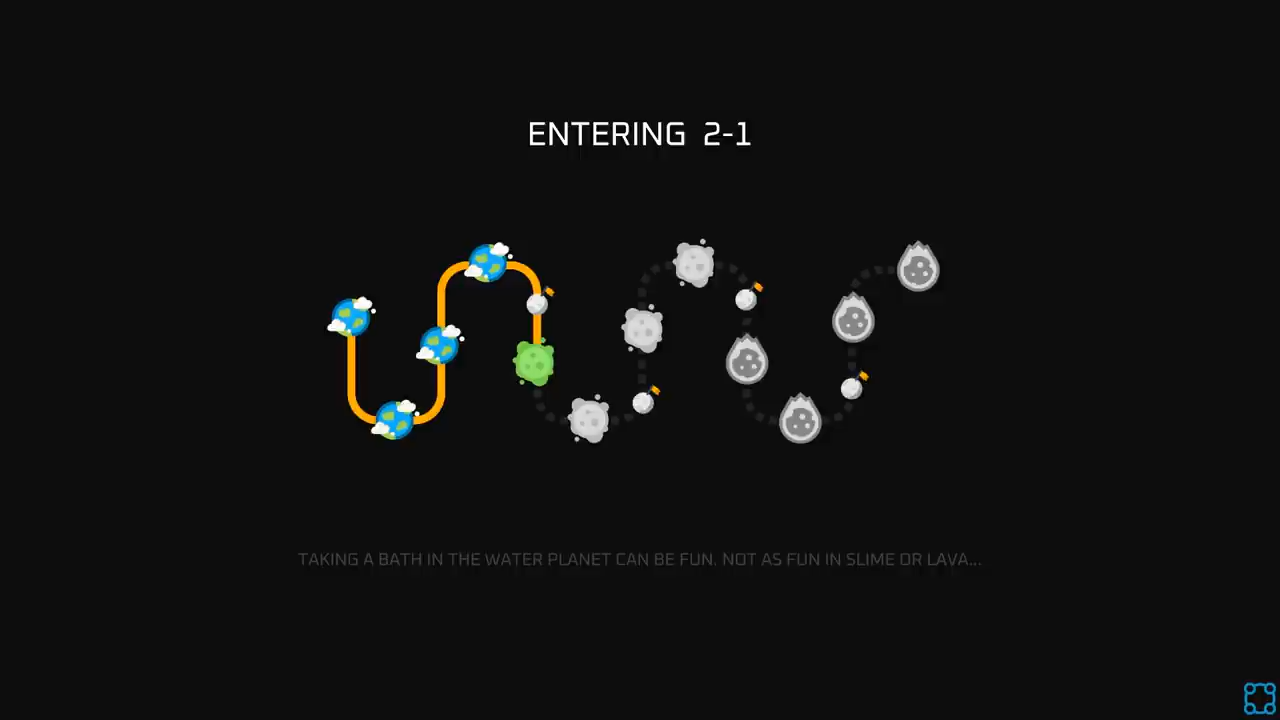 ENTERING 2-1
TAKING A BATH IN THE WATER PLANET CAN BE FUN. NOT AS FUN IN SLIME OR LAVA...